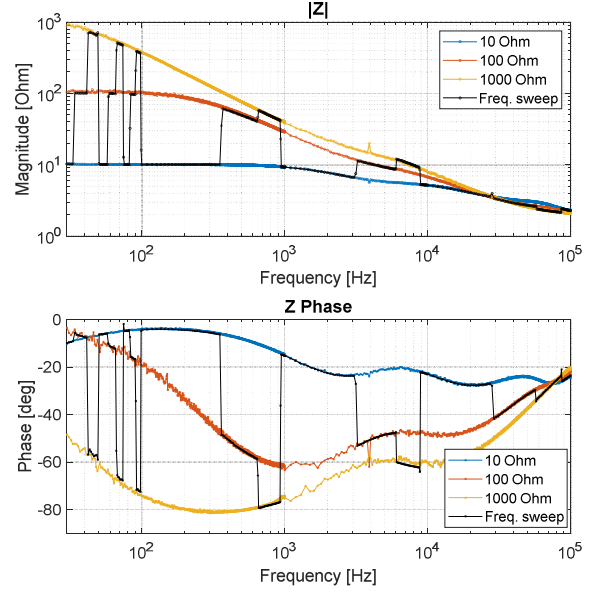 |Z|
10³
10²
10¹
10⁰
Magnitude [Ohm]
10 Ohm
100 Ohm
1000 Ohm
Freq. sweep
10² 10³ 10⁴ 10⁵
Frequency [Hz]
Z Phase
0
-20
-40
-60
-80
Phase [deg]
10 Ohm
100 Ohm
1000 Ohm
Freq. sweep
10² 10³ 10⁴ 10⁵
Frequency [Hz]